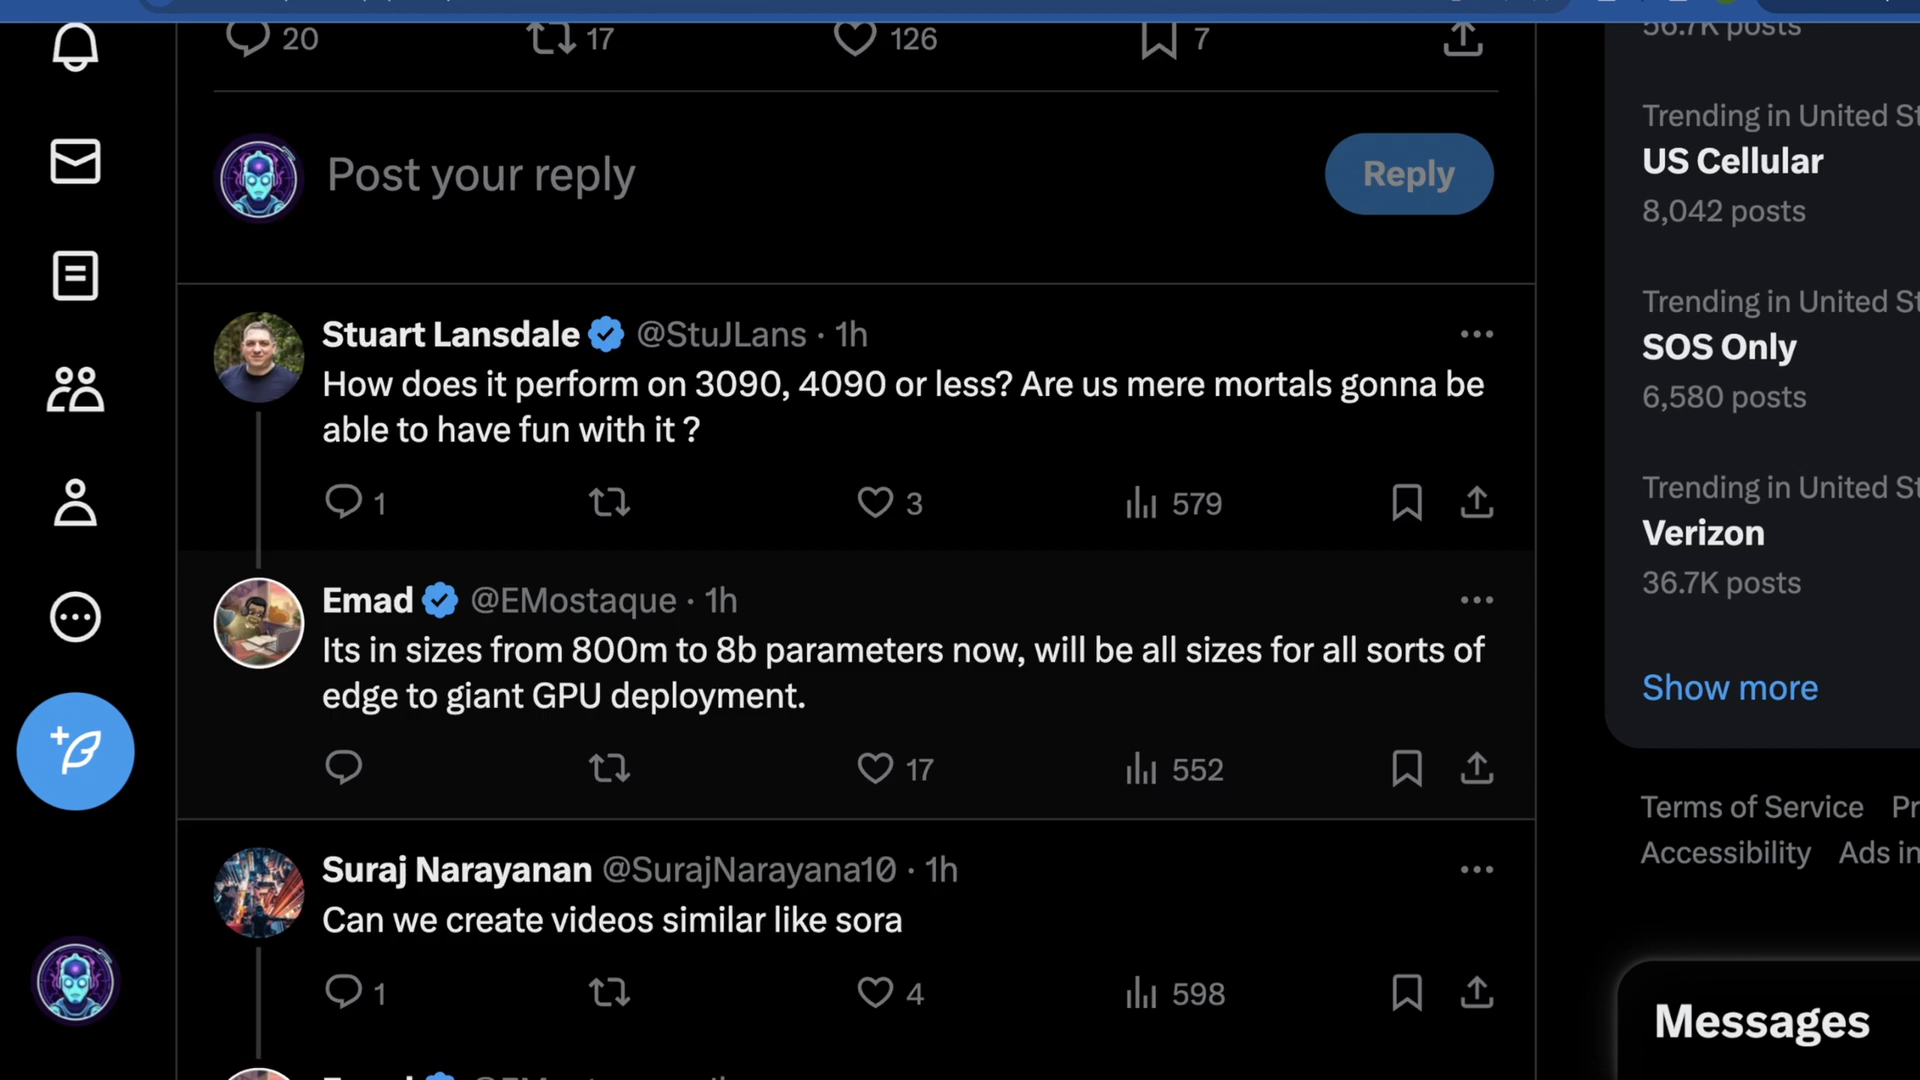 20 17 126 7
Post your reply
Reply
Stuart Lansdale @StuJLans · 1h
How does it perform on 3090, 4090 or less? Are us mere mortals gonna be
able to have fun with it ?
1 3 579
Emad @EMostaque · 1h
Its in sizes from 800m to 8b parameters now, will be all sizes for all sorts of
edge to giant GPU deployment.
17 552
Suraj Narayanan @SurajNarayana10 · 1h
Can we create videos similar like sora
1 4 598
56.7K posts
Trending in United St
US Cellular
8,042 posts
Trending in United St
SOS Only
6,580 posts
Trending in United St
Verizon
36.7K posts
Show more
Terms of Service Pr
Accessibility Ads in
Messages